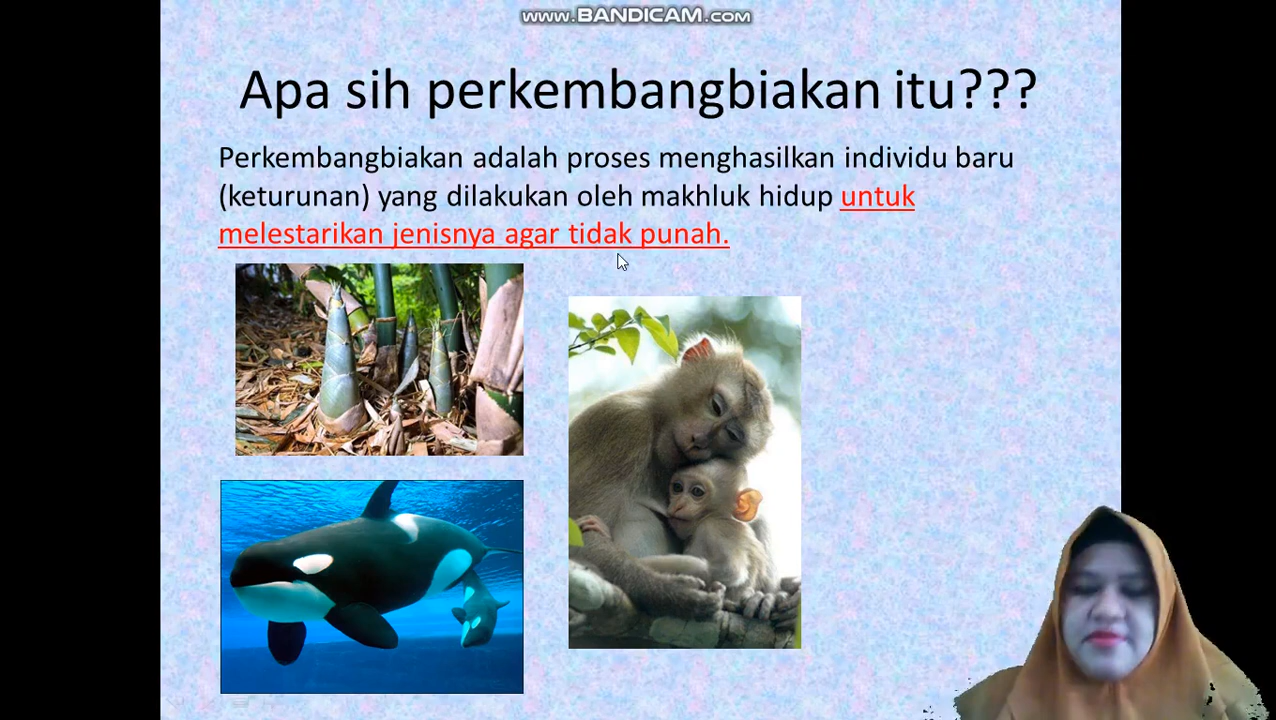 www.BANDICAM.com
Apa sih perkembangbiakan itu???
Perkembangbiakan adalah proses menghasilkan individu baru
(keturunan) yang dilakukan oleh makhluk hidup untuk
melestarikan jenisnya agar tidak punah.